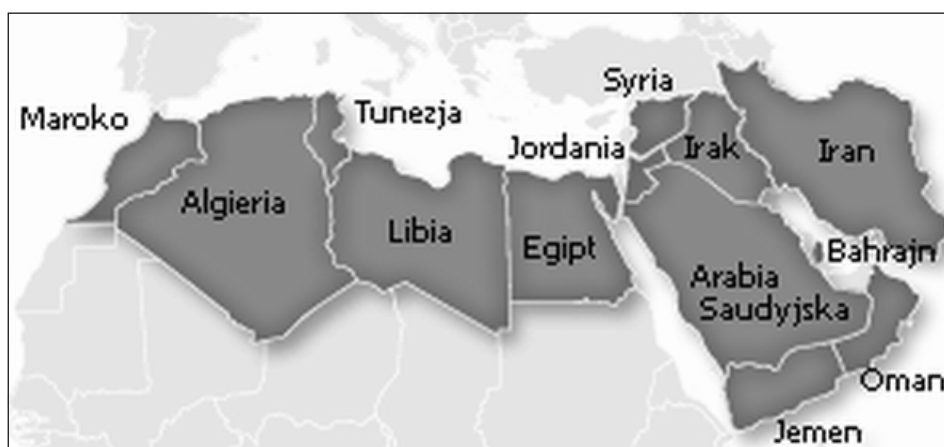 Syria
Maroko
Tunezja
Jordania
Irak
Iran
Algieria
Libia
Egipt
Bahrajn
Arabia
Saudyjska
Oman
Jemen